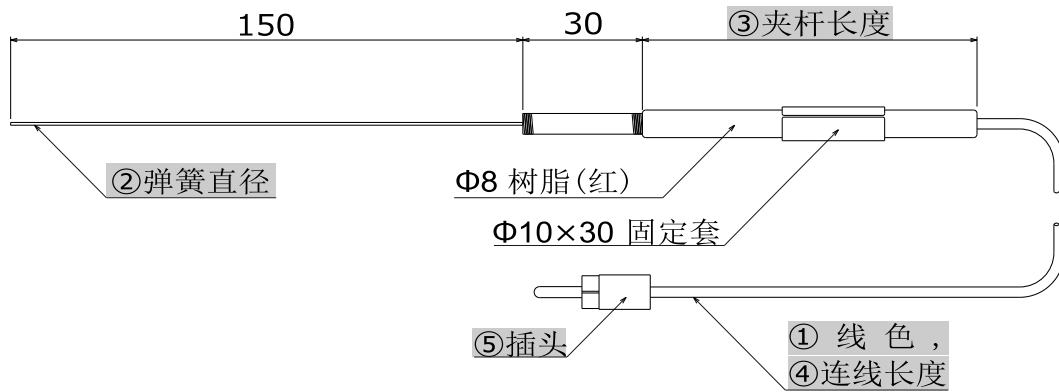 150
30
③夹杆长度
②弹簧直径
Φ8 树脂(红)
Φ10×30 固定套
⑤插头
① 线 色 ,
④连线长度